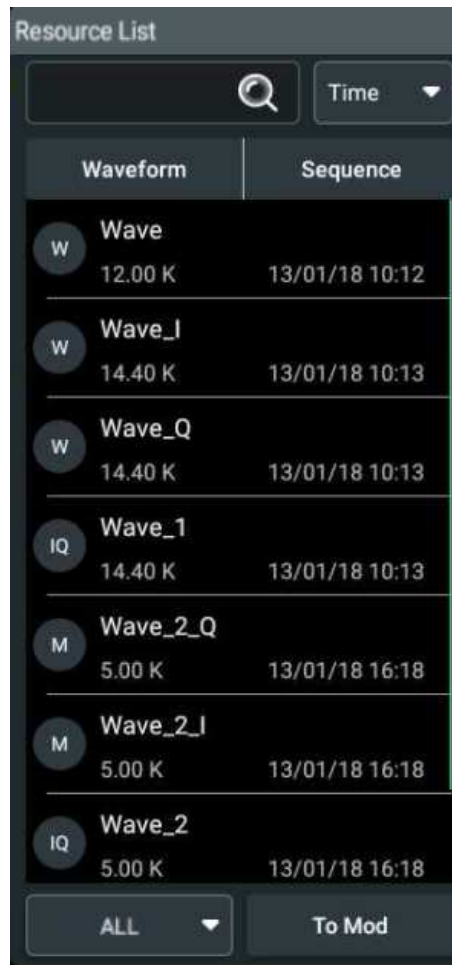 Resource List
Time
Waveform Sequence
W Wave
12.00 K 13/01/18 10:12
W Wave_I
14.40 K 13/01/18 10:13
W Wave_Q
14.40 K 13/01/18 10:13
IQ Wave_1
14.40 K 13/01/18 10:13
M Wave_2_Q
5.00 K 13/01/18 16:18
M Wave_2_I
5.00 K 13/01/18 16:18
IQ Wave_2
5.00 K 13/01/18 16:18
ALL To Mod